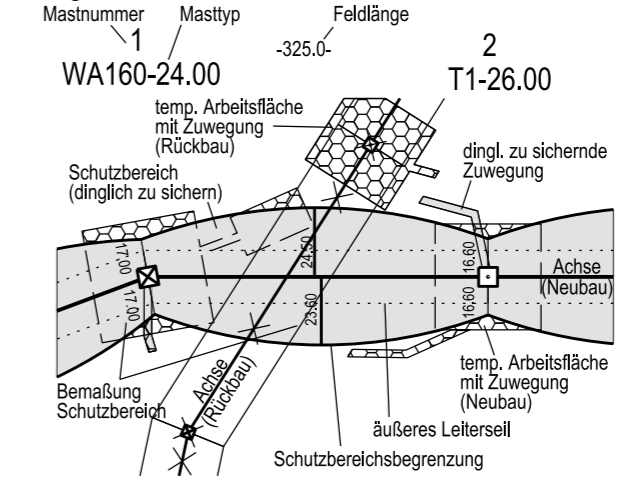 Mastnummer Masttyp Feldlänge
1 -325.0- 2
WA160-24.00 T1-26.00
temp. Arbeitsfläche
mit Zuwegung
(Rückbau)
dingl. zu sichernde
Zuwegung
Schutzbereich
(dinglich zu sichern)
17.00
17.00
24.50
23.60
16.60
16.60
Achse
(Neubau)
Achse
(Rückbau)
Bemaßung
Schutzbereich
temp. Arbeitsfläche
mit Zuwegung
(Neubau)
äußeres Leiterseil
Schutzbereichsbegrenzung